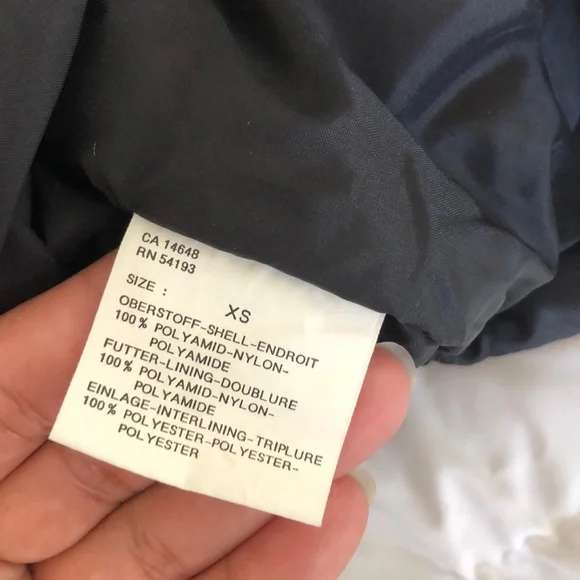 CA 14648
RN 54193
SIZE : XS
OBERSTOFF-SHELL-ENDROIT
100% POLYAMID-NYLON-
POLYAMIDE
FUTTER-LINING-DOUBLURE
100% POLYAMID-NYLON-
POLYAMIDE
EINLAGE-INTERLINING-TRIPLURE
100% POLYESTER-POLYESTER-
POLYESTER